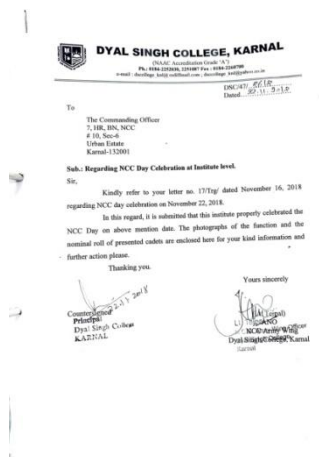 DYAL SINGH COLLEGE, KARNAL
(NAAC Accreditation Grade 'A')
To
The Commanding Officer
7, HR, BN, NCC
# 10, Sec-6
Urban Estate
Karnal-132001
Sub.: Regarding NCC Day Celebration at Institute level.
Sir,
Kindly refer to your letter no. 17/Trg/ dated November 16, 2018
regarding NCC day celebration on November 22, 2018.
In this regard, it is submitted that this institute properly celebrated the
NCC Day on above mention date. The photographs of the function and the
nominal roll of presented cadets are enclosed here for your kind information and
further action please.
Thanking you.
Yours sincerely
Countersigned
Principal
Dyal Singh College
KARNAL
ANO
NCC Army Wing
Dyal Singh College, Karnal
Karnal